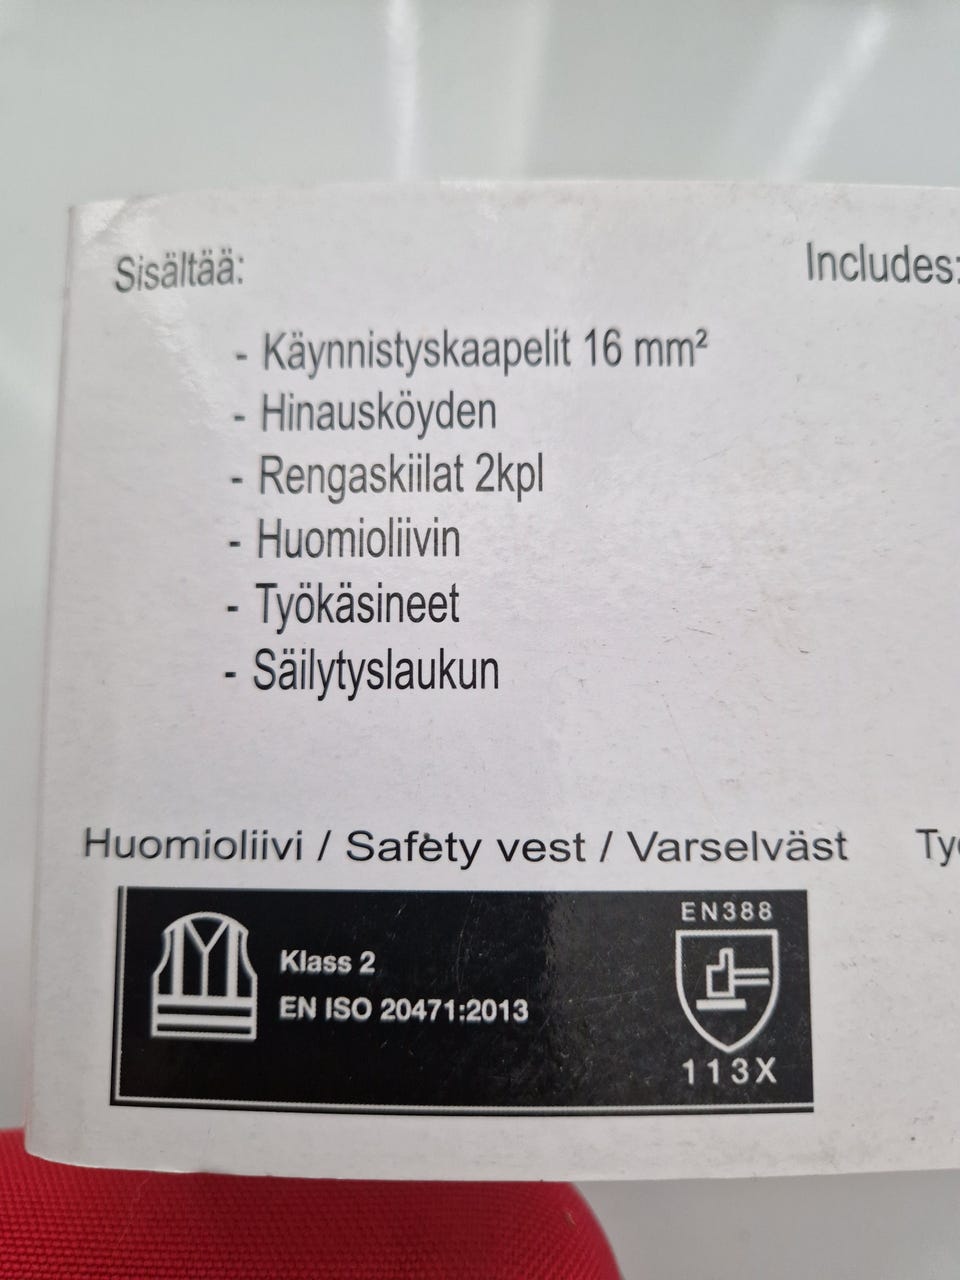 Sisältää:
Includes:
- Käynnistyskaapelit 16 mm²
- Hinausköyden
- Rengaskiilat 2kpl
- Huomioliivin
- Työkäsineet
- Säilytyslaukun
Huomioliivi / Safety vest / Varselväst
EN388
Klass 2
EN ISO 20471:2013
113X